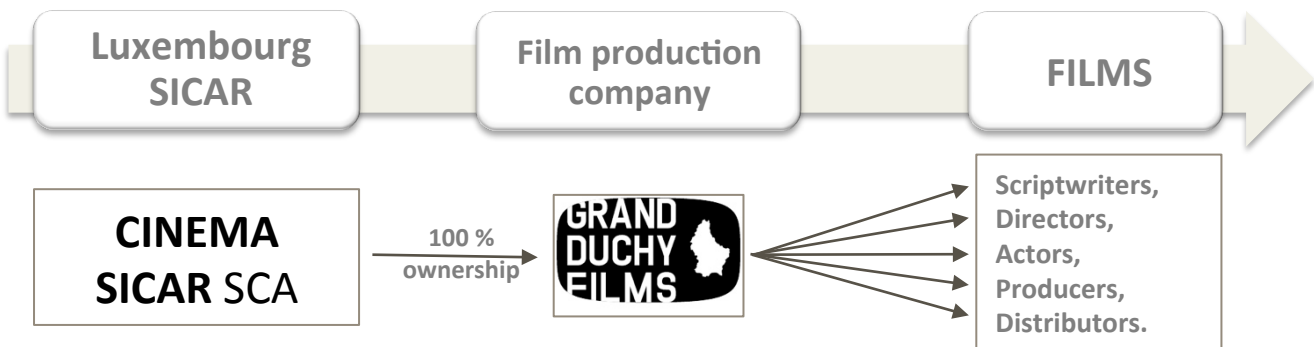 Luxembourg
SICAR
Film production
company
FILMS
CINEMA
SICAR SCA
100 %
ownership
GRAND
DUCHY
FILMS
Scriptwriters,
Directors,
Actors,
Producers,
Distributors.